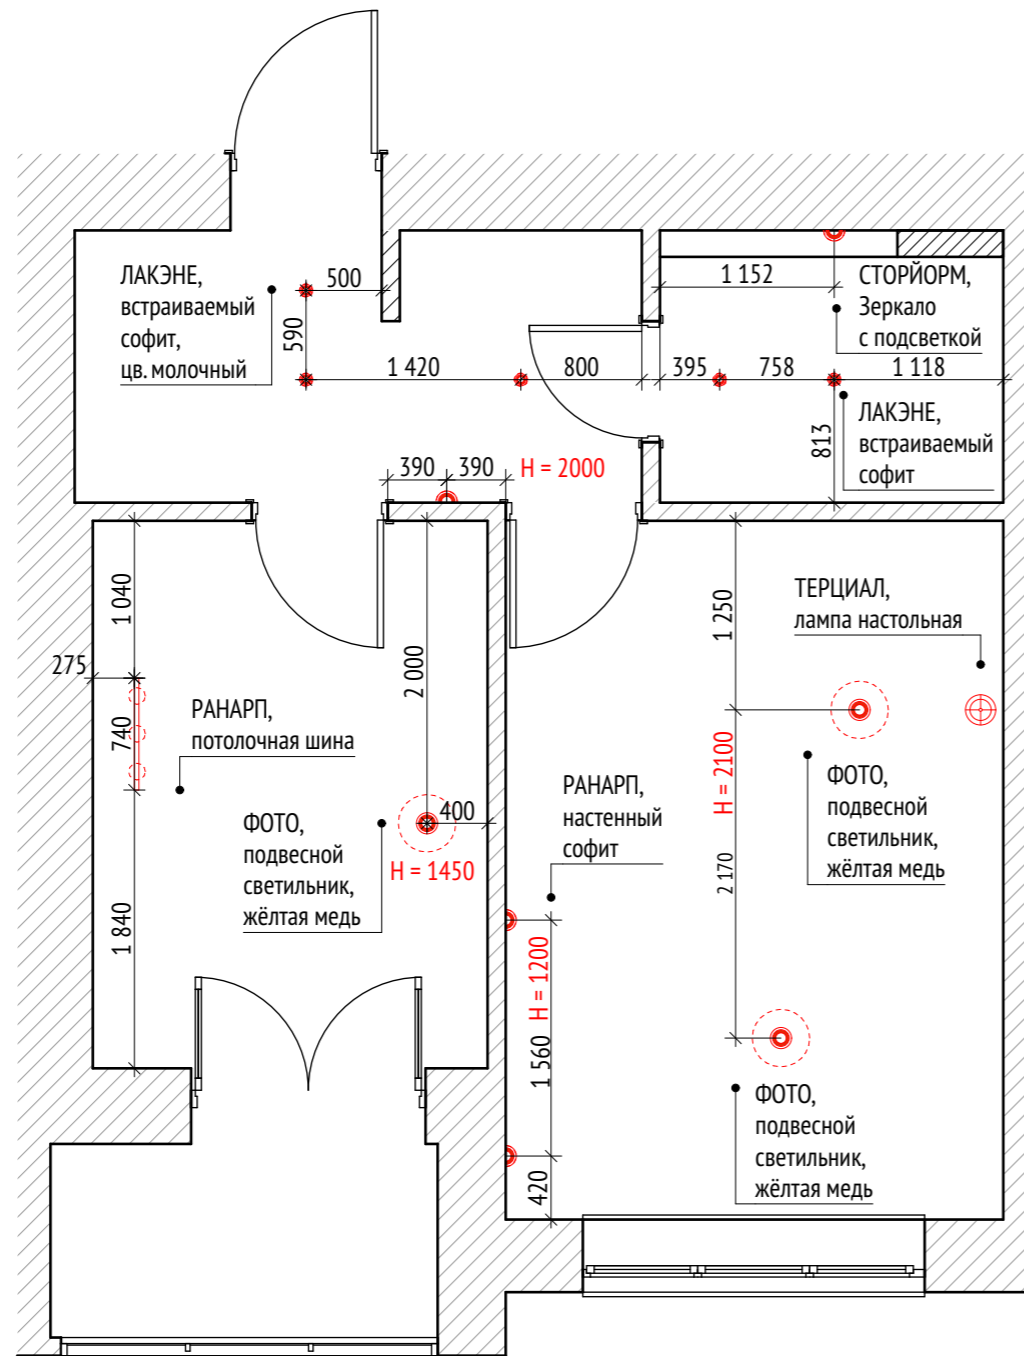 ЛАКЭНЕ,
встраиваемый
софит,
цв. молочный
500
590
1 420
800
1 152
СТОРЙОРМ,
Зеркало
с подсветкой
395
758
1 118
813
ЛАКЭНЕ,
встраиваемый
софит
390
390
H = 2000
1 040
275
740
1 840
РАНАРП,
потолочная шина
2 000
400
H = 1450
ФОТО,
подвесной
светильник,
жёлтая медь
РАНАРП,
настенный
софит
H = 1200
1 560
420
1 250
H = 2100
2 170
ТЕРЦИАЛ,
лампа настольная
ФОТО,
подвесной
светильник,
жёлтая медь
ФОТО,
подвесной
светильник,
жёлтая медь